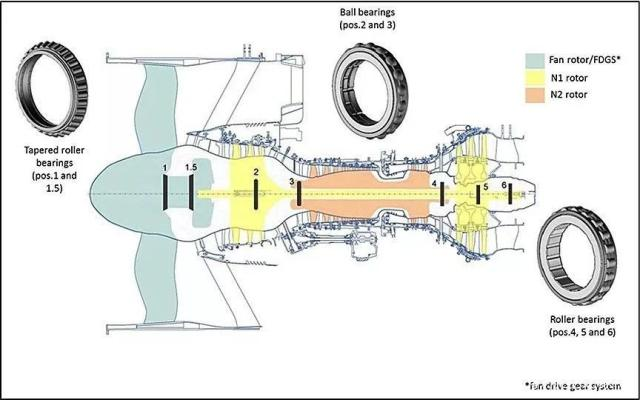 Ball bearings
(pos.2 and 3)
Fan rotor/FDGS*
N1 rotor
N2 rotor
Tapered roller
bearings
(pos.1 and
1.5)
1
1.5
2
3
4
5
6
Roller bearings
(pos.4, 5 and 6)
*fan drive gear system